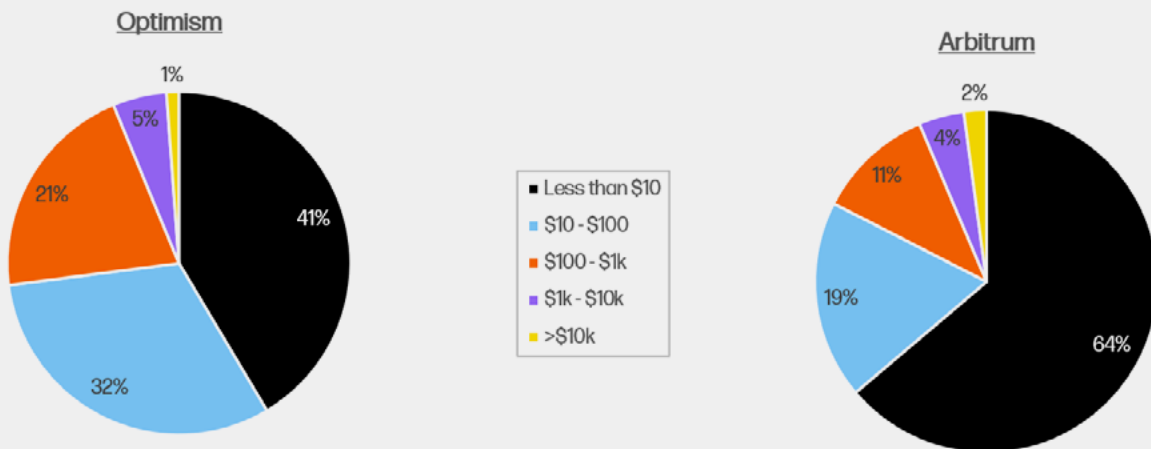 Optimism
1%
5%
21%
41%
32%
Less than $10
$10 - $100
$100 - $1k
$1k - $10k
>$10k
Arbitrum
2%
4%
11%
19%
64%